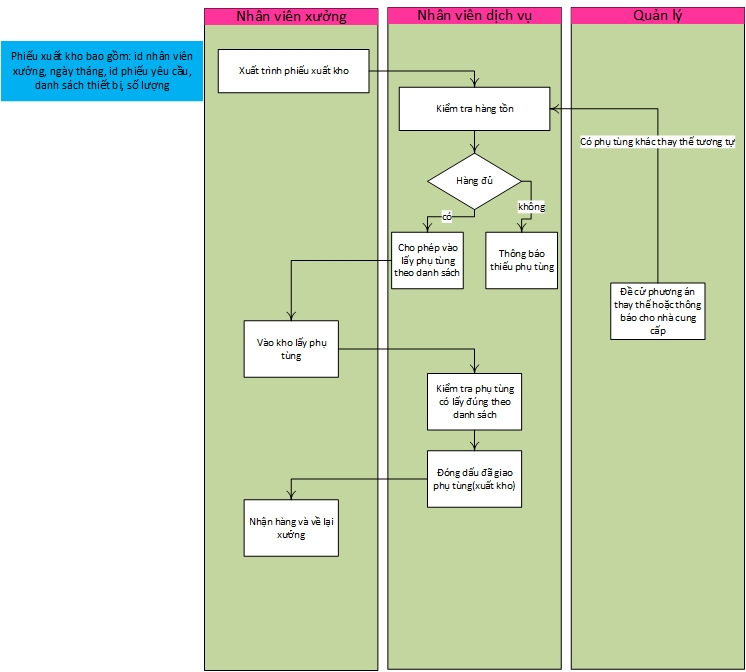 Nhân viên xưởng
Nhân viên dịch vụ
Quản lý
Phiếu xuất kho bao gồm: id nhân viên
xưởng, ngày tháng, id phiếu yêu cầu,
danh sách thiết bị, số lượng
Xuất trình phiếu xuất kho
Kiểm tra hàng tồn
Có phụ tùng khác thay thế tương tự
Hàng đủ
không
có
Cho phép vào
lấy phụ tùng
theo danh sách
Thông báo
thiếu phụ tùng
Đề cử phương án
thay thế hoặc thông
báo cho nhà cung
cấp
Vào kho lấy phụ
tùng
Kiểm tra phụ tùng
có lấy đúng theo
danh sách
Đóng dấu đã giao
phụ tùng(xuất kho)
Nhận hàng và về lại
xưởng